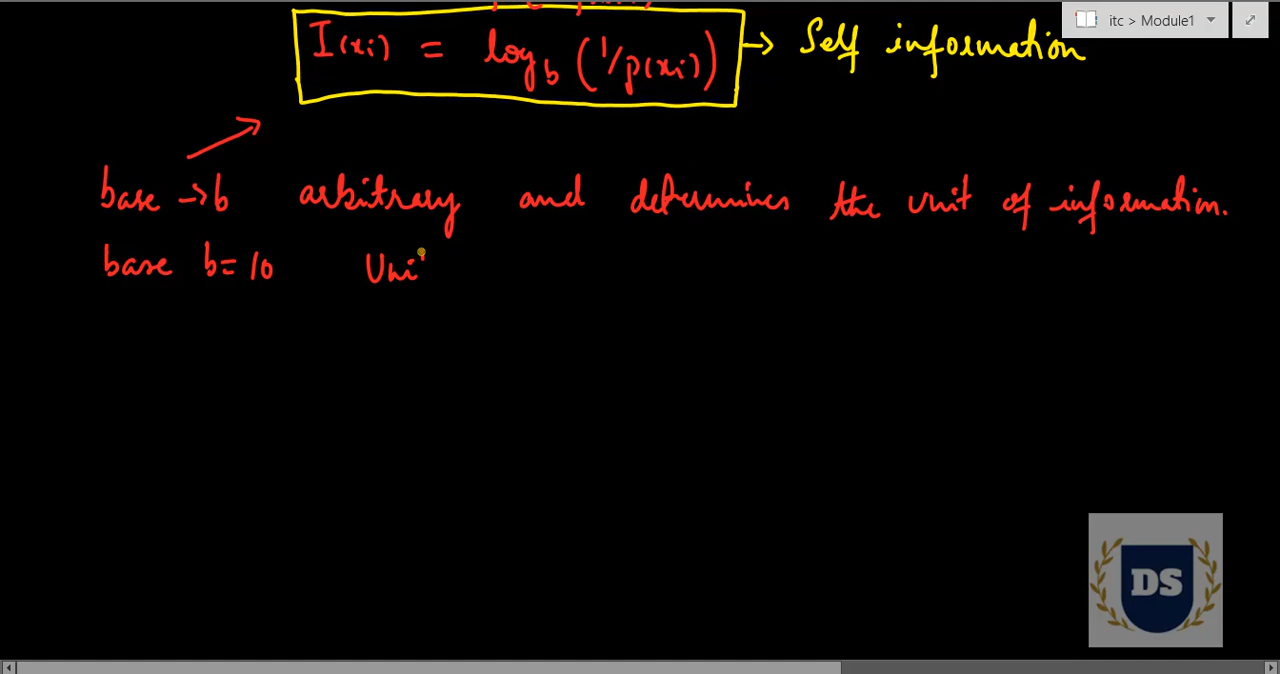 itc > Module1
I(xi) = log_b (1/p(xi)) → Self information
base → b arbitrary and determines the unit of information.
base b = 10 Uni
DS